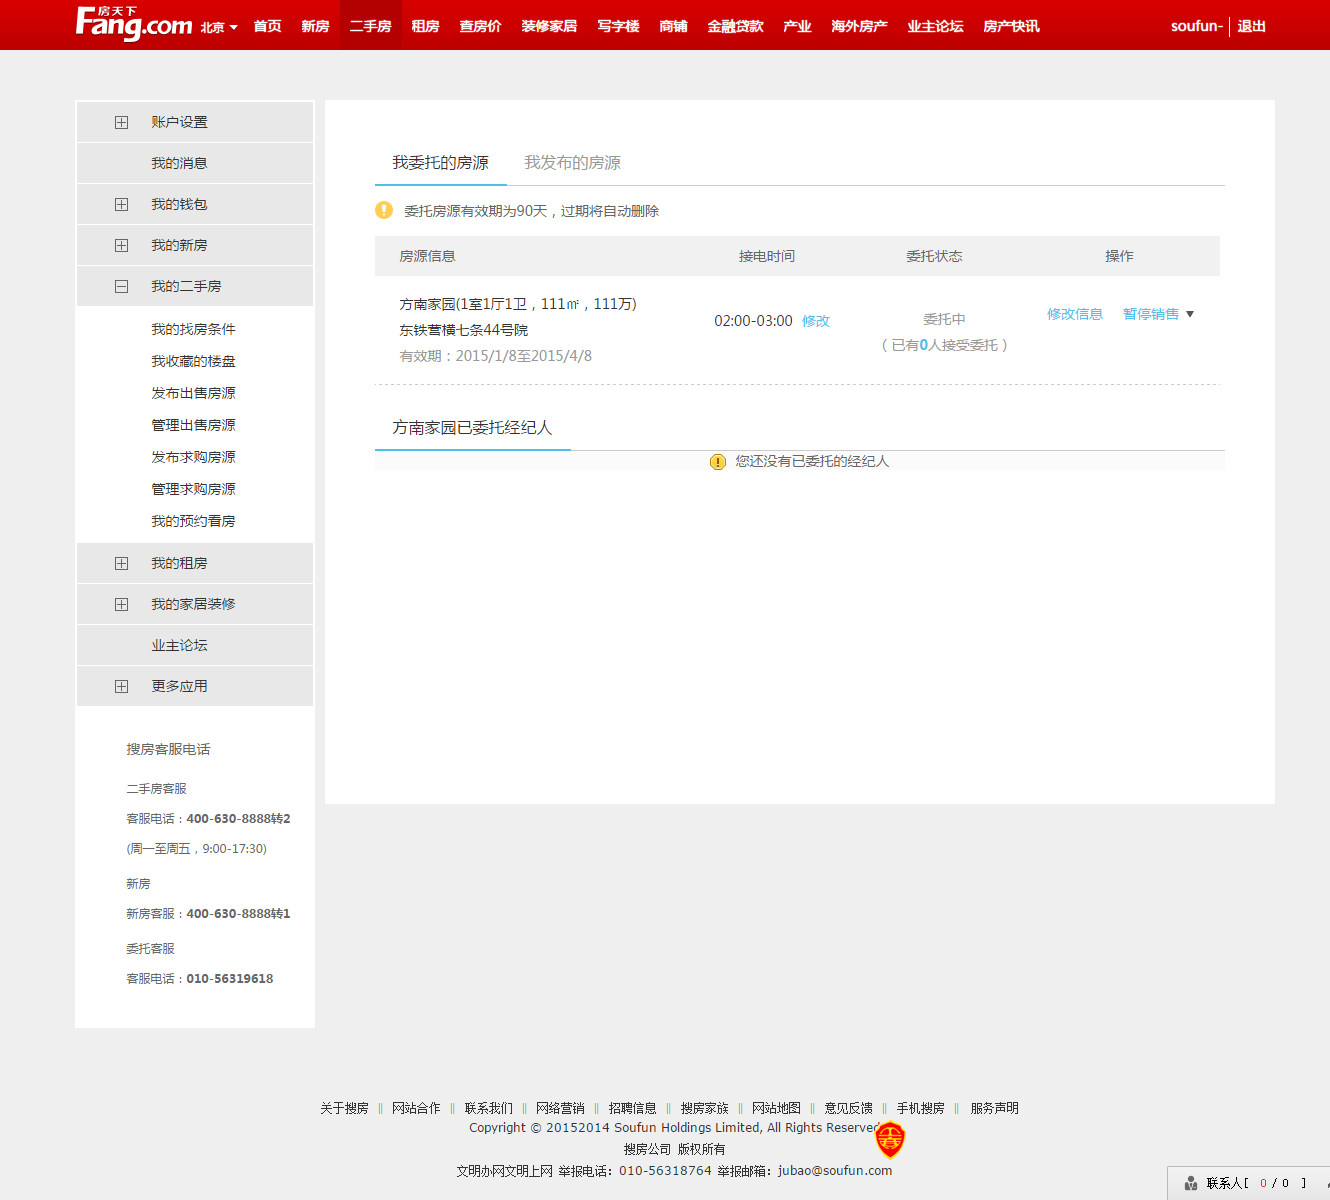 房天下
Fang.com 北京 首页 新房 二手房 租房 查房价 装修家居 写字楼 商铺 金融贷款 产业 海外房产 业主论坛 房产快讯 soufun- 退出
账户设置
我的消息
我的钱包
我的新房
我的二手房
我的找房条件
我收藏的楼盘
发布出售房源
管理出售房源
发布求购房源
管理求购房源
我的预约看房
我的租房
我的家居装修
业主论坛
更多应用
搜房客服电话
二手房客服
客服电话：400-630-8888转2
(周一至周五，9:00-17:30)
新房
新房客服：400-630-8888转1
委托客服
客服电话：010-56319618
我委托的房源 我发布的房源
委托房源有效期为90天，过期将自动删除
房源信息 接电时间 委托状态 操作
方南家园(1室1厅1卫，111㎡，111万)
东铁营横七条44号院
有效期：2015/1/8至2015/4/8
02:00-03:00 修改
委托中
（已有0人接受委托）
修改信息 暂停销售 ▼
方南家园已委托经纪人
您还没有已委托的经纪人
关于搜房 || 网站合作 || 联系我们 || 网络营销 || 招聘信息 || 搜房家族 || 网站地图 || 意见反馈 || 手机搜房 || 服务声明
Copyright © 20152014 Soufun Holdings Limited, All Rights Reserved
搜房公司 版权所有
文明办网文明上网 举报电话：010-56318764 举报邮箱：jubao@soufun.com
联系人[ 0 / 0 ]